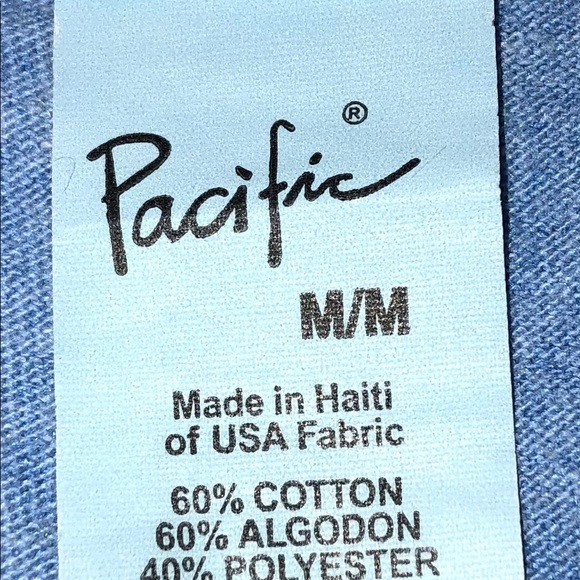 Pacific®
M/M
Made in Haiti
of USA Fabric
60% COTTON
60% ALGODON
40% POLYESTER